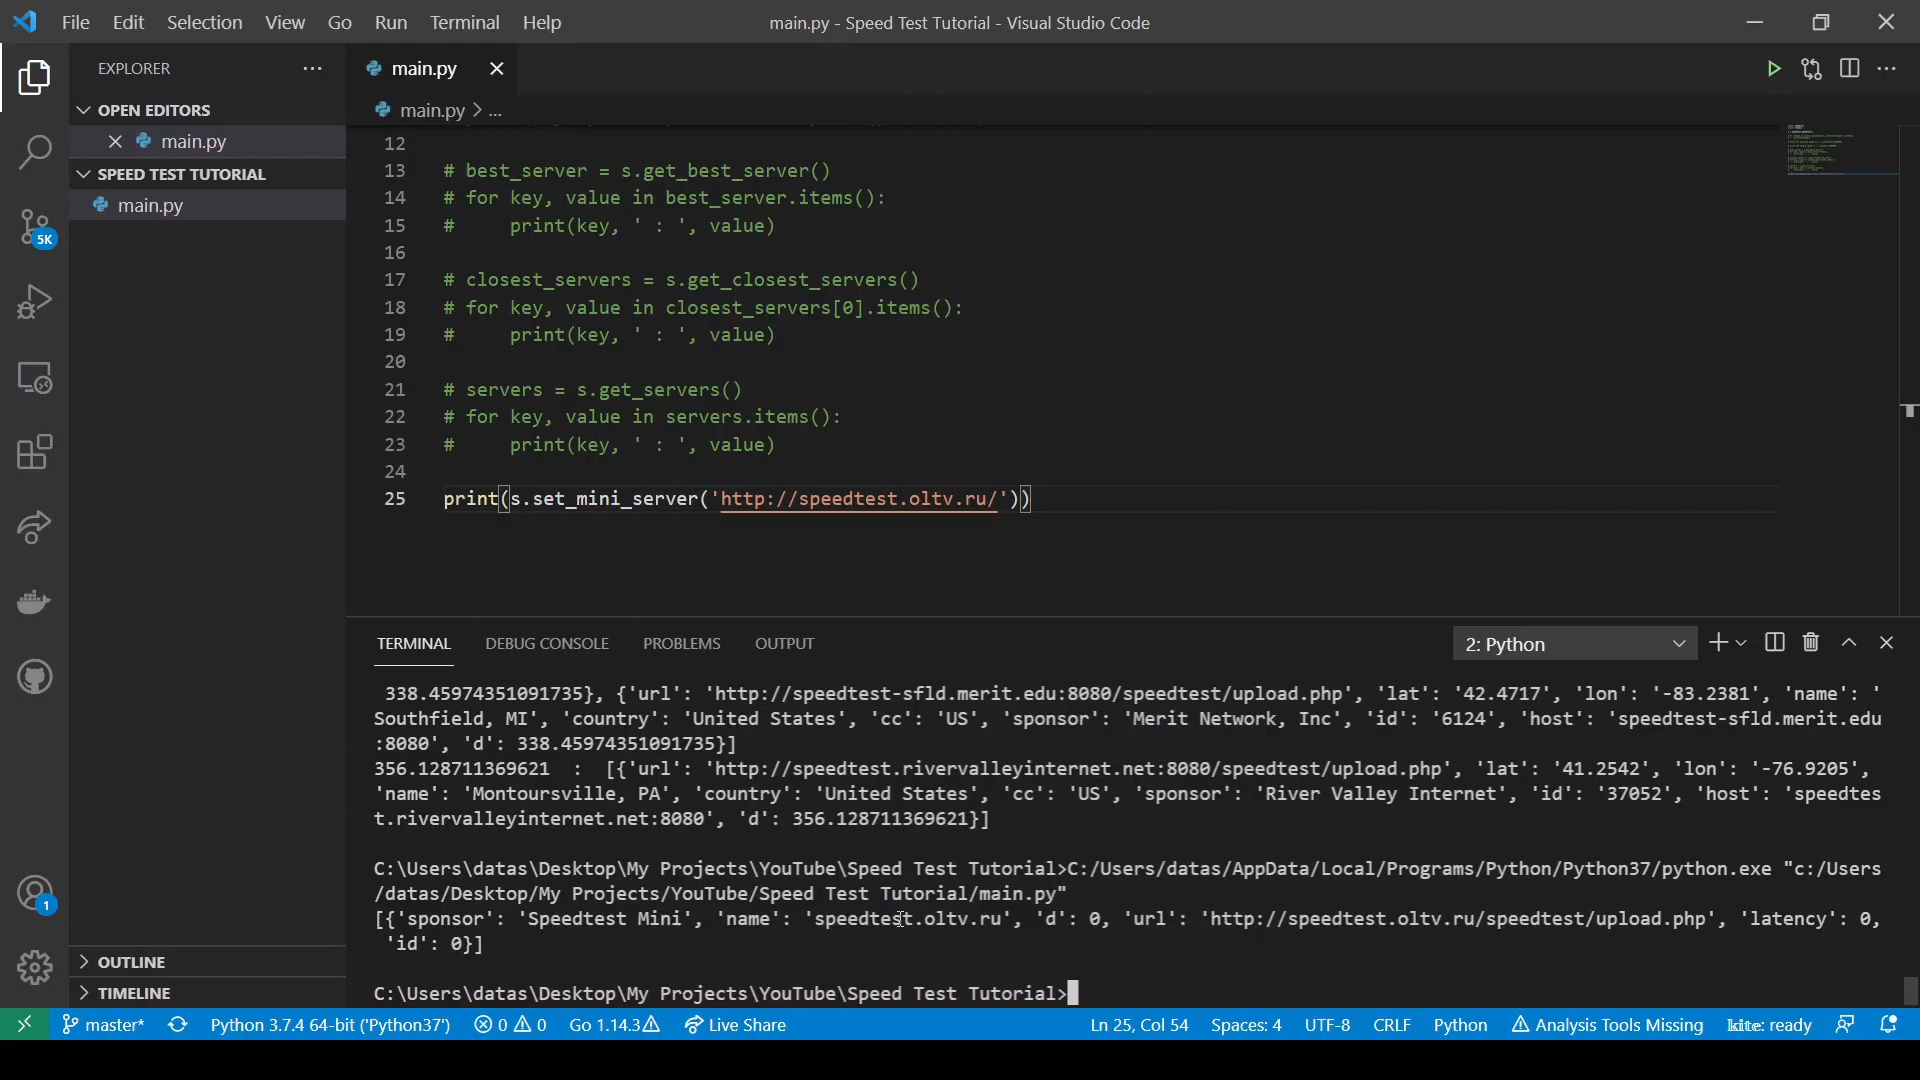 File Edit Selection View Go Run Terminal Help
main.py - Speed Test Tutorial - Visual Studio Code
EXPLORER
OPEN EDITORS
main.py
SPEED TEST TUTORIAL
main.py
OUTLINE
TIMELINE
5K
1
main.py
main.py > ...
12
13 # best_server = s.get_best_server()
14 # for key, value in best_server.items():
15 #     print(key, ' : ', value)
16
17 # closest_servers = s.get_closest_servers()
18 # for key, value in closest_servers[0].items():
19 #     print(key, ' : ', value)
20
21 # servers = s.get_servers()
22 # for key, value in servers.items():
23 #     print(key, ' : ', value)
24
25 print(s.set_mini_server('http://speedtest.oltv.ru/'))
TERMINAL DEBUG CONSOLE PROBLEMS OUTPUT
2: Python
338.45974351091735}, {'url': 'http://speedtest-sfld.merit.edu:8080/speedtest/upload.php', 'lat': '42.4717', 'lon': '-83.2381', 'name': '
Southfield, MI', 'country': 'United States', 'cc': 'US', 'sponsor': 'Merit Network, Inc', 'id': '6124', 'host': 'speedtest-sfld.merit.edu
:8080', 'd': 338.45974351091735}]
356.128711369621  :  [{'url': 'http://speedtest.rivervalleyinternet.net:8080/speedtest/upload.php', 'lat': '41.2542', 'lon': '-76.9205',
'name': 'Montoursville, PA', 'country': 'United States', 'cc': 'US', 'sponsor': 'River Valley Internet', 'id': '37052', 'host': 'speedtes
t.rivervalleyinternet.net:8080', 'd': 356.128711369621}]
C:\Users\datas\Desktop\My Projects\YouTube\Speed Test Tutorial>C:/Users/datas/AppData/Local/Programs/Python/Python37/python.exe "c:/Users
/datas/Desktop/My Projects/YouTube/Speed Test Tutorial/main.py"
[{'sponsor': 'Speedtest Mini', 'name': 'speedtest.oltv.ru', 'd': 0, 'url': 'http://speedtest.oltv.ru/speedtest/upload.php', 'latency': 0,
'id': 0}]
C:\Users\datas\Desktop\My Projects\YouTube\Speed Test Tutorial>
master* Python 3.7.4 64-bit ('Python37') 0 0 Go 1.14.3 Live Share Ln 25, Col 54 Spaces: 4 UTF-8 CRLF Python Analysis Tools Missing kite: ready